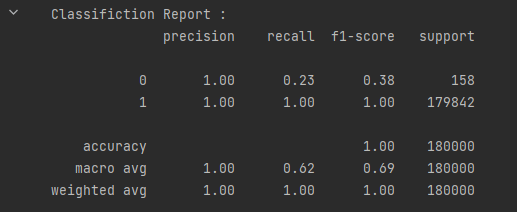 Classifiction Report :
precision recall f1-score support
0 1.00 0.23 0.38 158
1 1.00 1.00 1.00 179842
accuracy 1.00 180000
macro avg 1.00 0.62 0.69 180000
weighted avg 1.00 1.00 1.00 180000